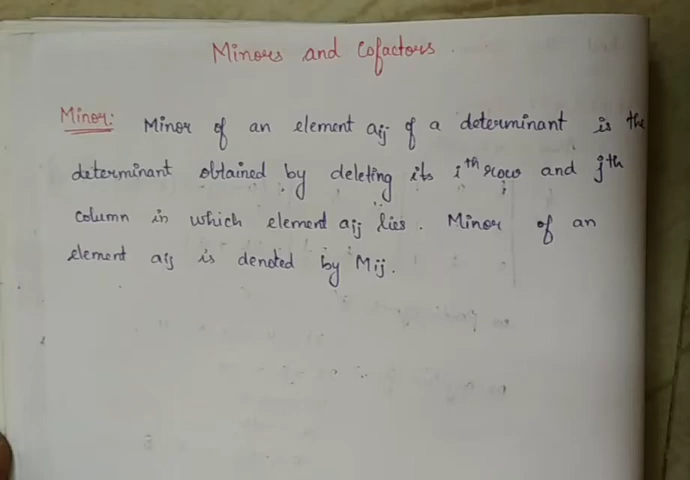 Minors and Cofactors.
Minor: Minor of an element aij of a determinant is the
determinant obtained by deleting its ith row and jth
column in which element aij lies. Minor of an
element aij is denoted by Mij.